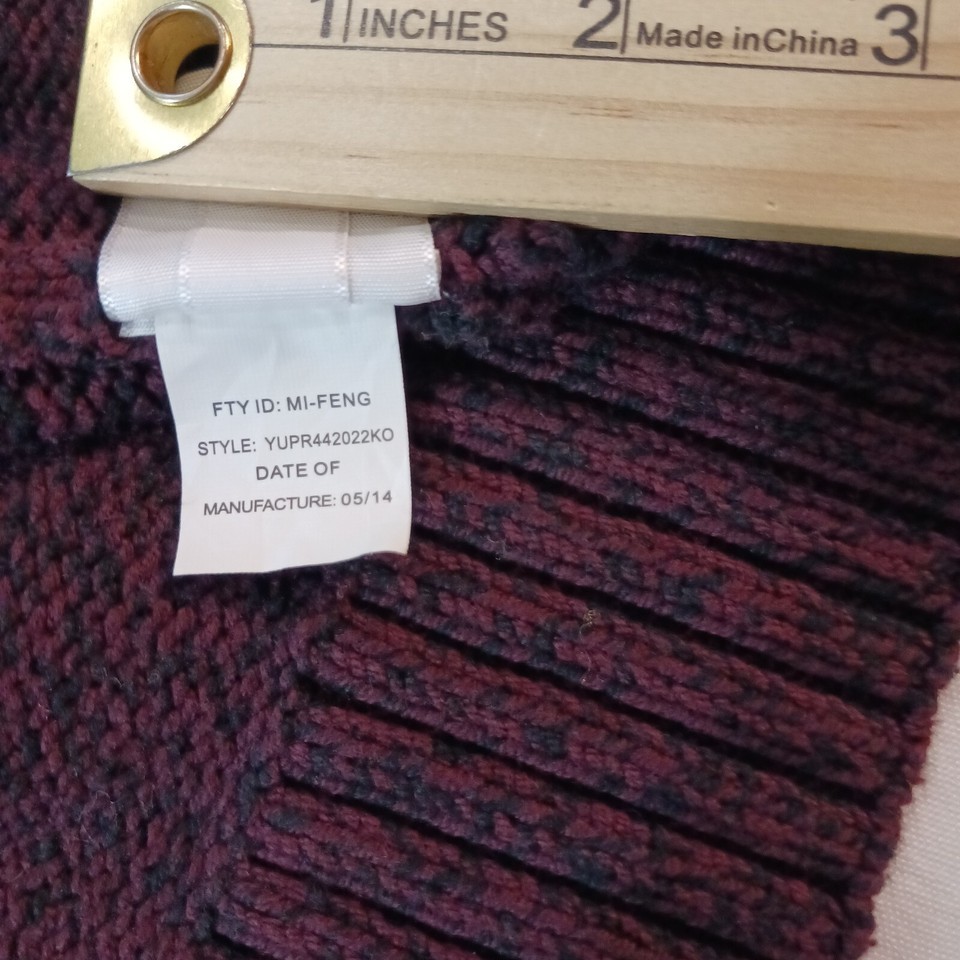 1 INCHES 2 Made inChina 3
FTY ID: MI-FENG
STYLE: YUPR442022KO
DATE OF
MANUFACTURE: 05/14